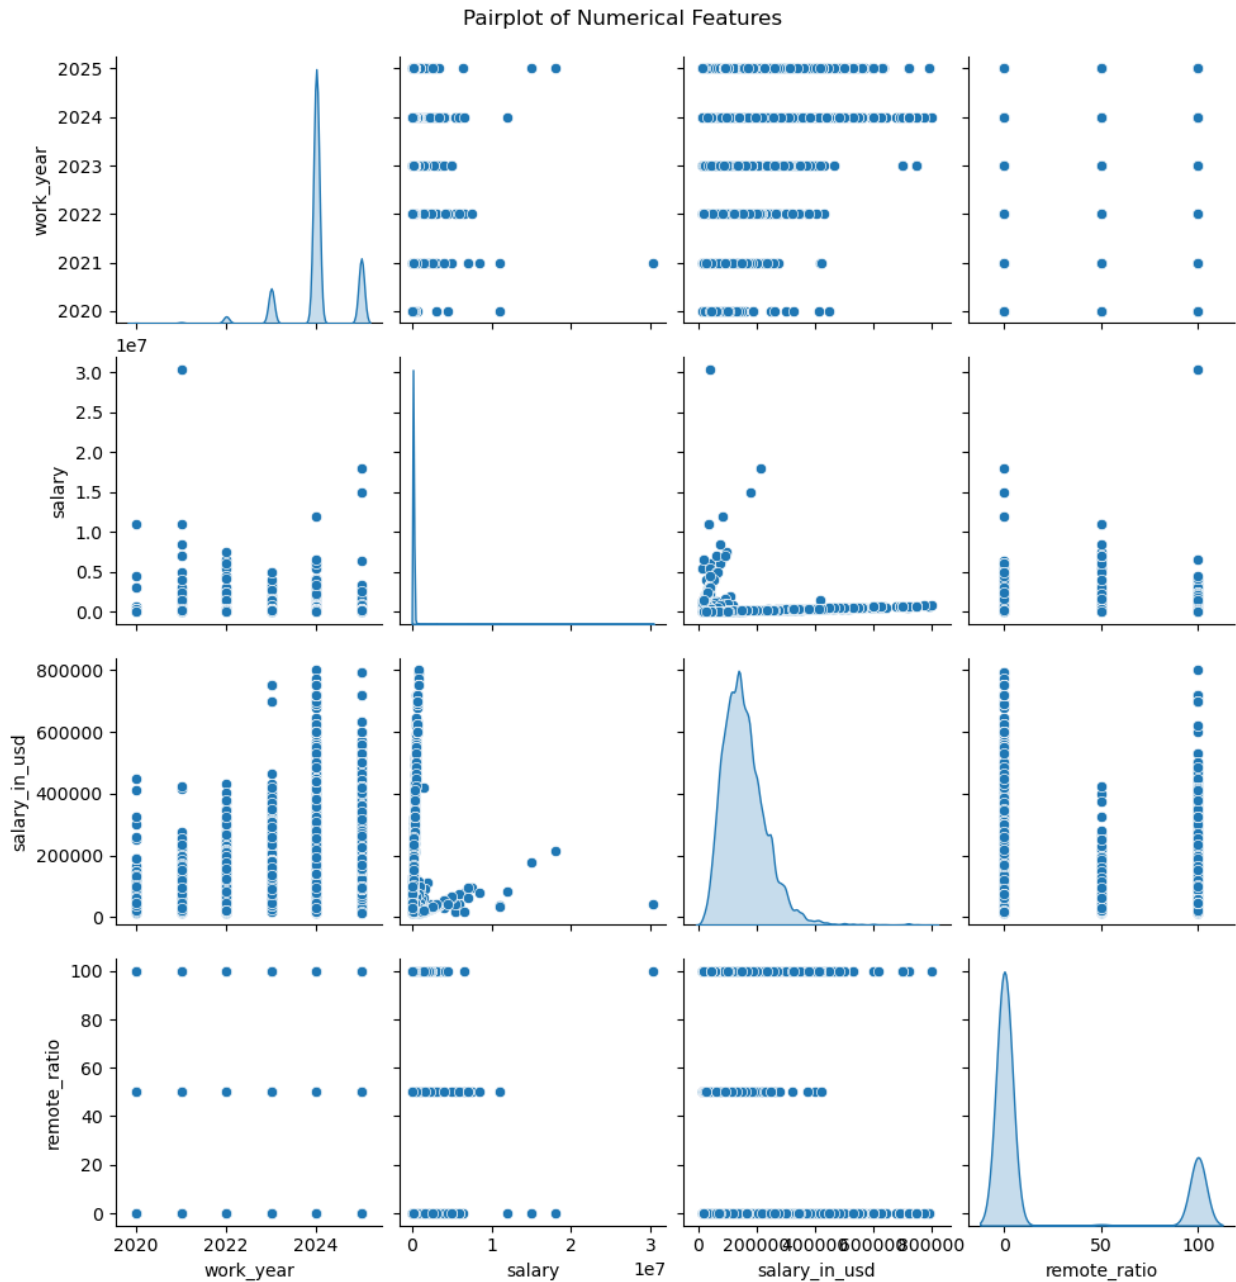 Pairplot of Numerical Features
2025
2024
2023
2022
2021
2020
work_year
1e7
3.0
2.5
2.0
1.5
1.0
0.5
0.0
salary
800000
600000
400000
200000
0
salary_in_usd
100
80
60
40
20
0
remote_ratio
2020 2022 2024
work_year
0 1 2 3
1e7
salary
0 200000 400000 600000 800000
salary_in_usd
0 50 100
remote_ratio